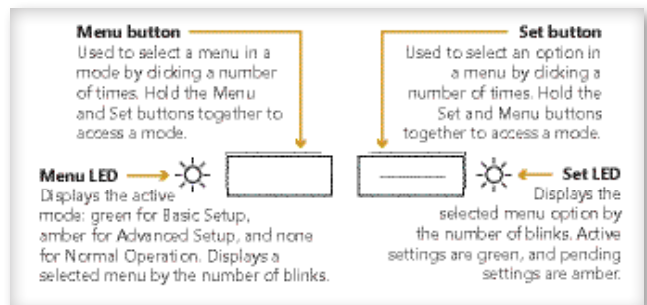 Menu button
Used to select a menu in a
mode by clicking a number
of times. Hold the Menu
and Set buttons together to
access a mode.
Set button
Used to select an option in
a menu by clicking a
number of times. Hold the
Set and Menu buttons
together to access a mode.
Menu LED
Displays the active
mode: green for Basic Setup,
amber for Advanced Setup, and none
for Normal Operation. Displays a
selected menu by the number of blinks.
Set LED
Displays the
selected menu option by
the number of blinks. Active
settings are green, and pending
settings are amber.